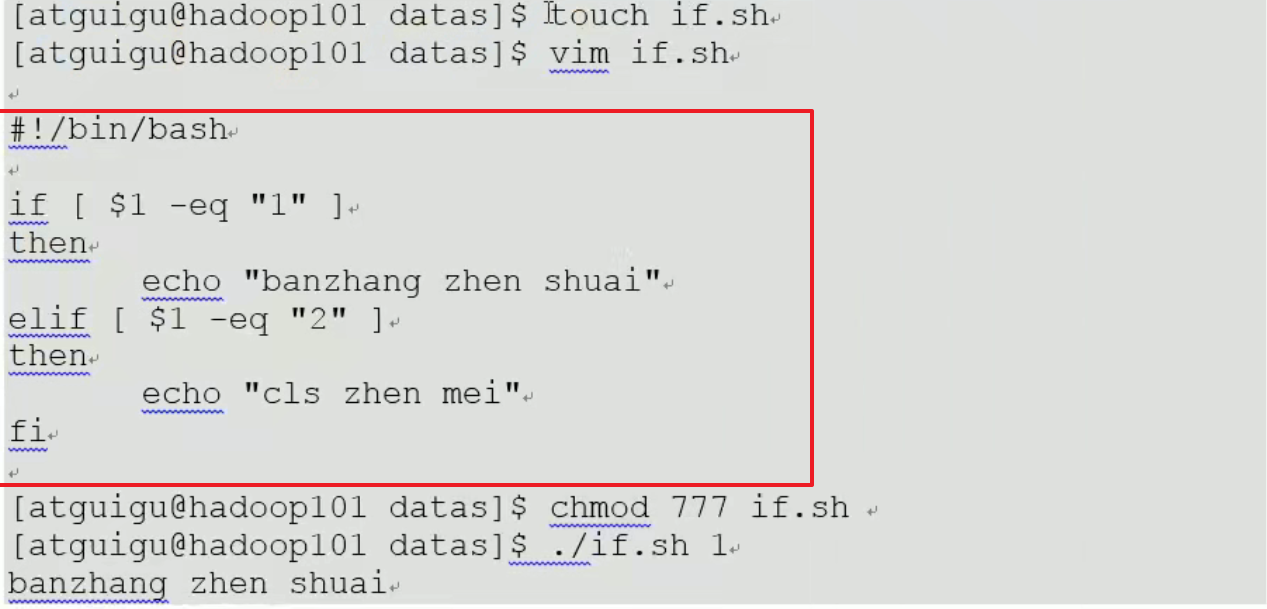 [atguigu@hadoop101 datas]$ touch if.sh
[atguigu@hadoop101 datas]$ vim if.sh
#!/bin/bash
if [ $1 -eq "1" ]
then
        echo "banzhang zhen shuai"
elif [ $1 -eq "2" ]
then
        echo "cls zhen mei"
fi
[atguigu@hadoop101 datas]$ chmod 777 if.sh
[atguigu@hadoop101 datas]$ ./if.sh 1
banzhang zhen shuai